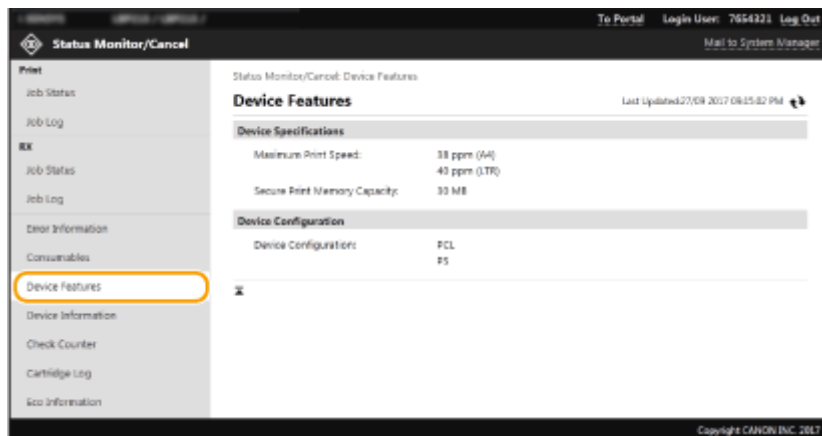 To Portal Login User: 7654321 Log Out
Status Monitor/Cancel
Mail to System Manager
Print
Job Status
Job Log
RX
Job Status
Job Log
Error Information
Consumables
Device Features
Device Information
Check Counter
Cartridge Log
Eco Information
Status Monitor/Cancel: Device Features
Device Features
Last Updated:27/09 2017 09:15:02 PM
Device Specifications
Maximum Print Speed: 38 ppm (A4)
40 ppm (LTR)
Secure Print Memory Capacity: 30 MB
Device Configuration
Device Configuration: PCL
PS
Copyright CANON INC. 2017